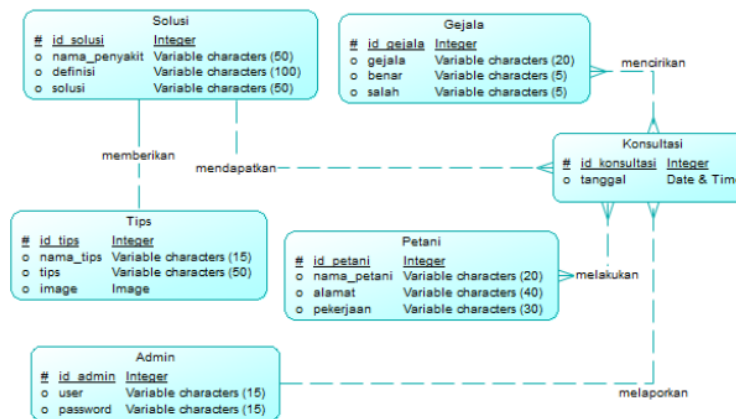 Solusi
# id_solusi Integer
o nama_penyakit Variable characters (50)
o definisi Variable characters (100)
o solusi Variable characters (50)
Gejala
# id_gejala Integer
o gejala Variable characters (20)
o benar Variable characters (5)
o salah Variable characters (5)
mencirikan
memberikan
mendapatkan
Konsultasi
# id_konsultasi Integer
o tanggal Date & Time
Tips
# id_tips Integer
o nama_tips Variable characters (15)
o tips Variable characters (50)
o image Image
Petani
# id_petani Integer
o nama_petani Variable characters (20)
o alamat Variable characters (40)
o pekerjaan Variable characters (30)
melakukan
Admin
# id_admin Integer
o user Variable characters (15)
o password Variable characters (15)
melaporkan